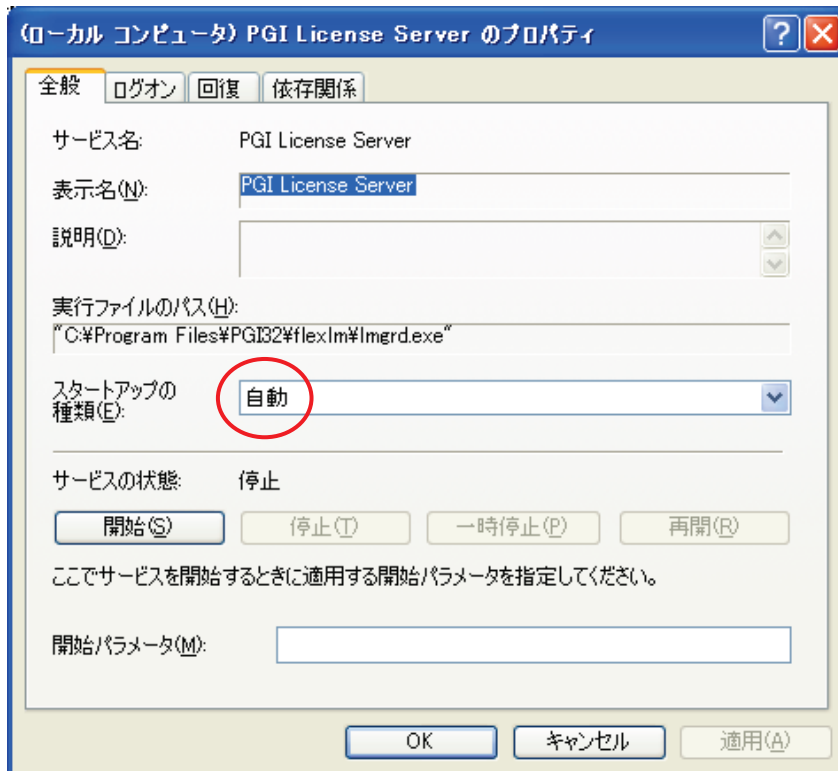 (ローカル コンピュータ) PGI License Server のプロパティ
全般 ログオン 回復 依存関係
サービス名: PGI License Server
表示名(N): PGI License Server
説明(D):
実行ファイルのパス(H):
"C:¥Program Files¥PGI32¥flexlm¥lmgrd.exe"
スタートアップの
種類(E): 自動
サービスの状態: 停止
開始(S) 停止(T) 一時停止(P) 再開(R)
ここでサービスを開始するときに適用する開始パラメータを指定してください。
開始パラメータ(M):
OK キャンセル 適用(A)